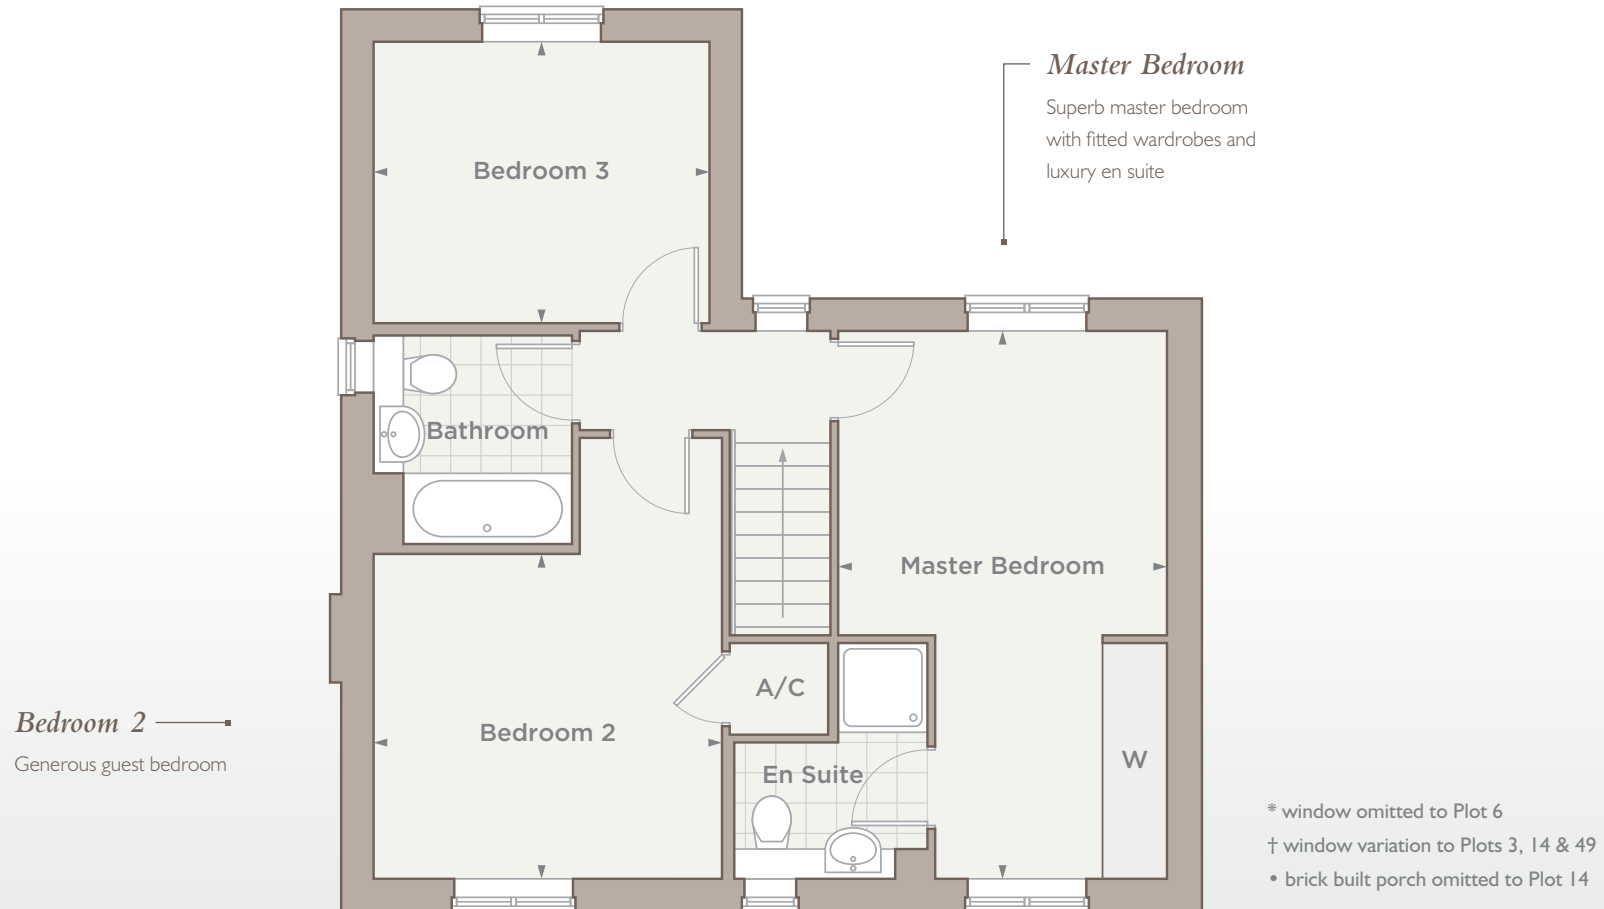 Master Bedroom
Superb master bedroom
with fitted wardrobes and
luxury en suite
Bedroom 3
Bathroom
Master Bedroom
A/C
Bedroom 2
Generous guest bedroom
Bedroom 2
En Suite
W
* window omitted to Plot 6
† window variation to Plots 3, 14 & 49
• brick built porch omitted to Plot 14